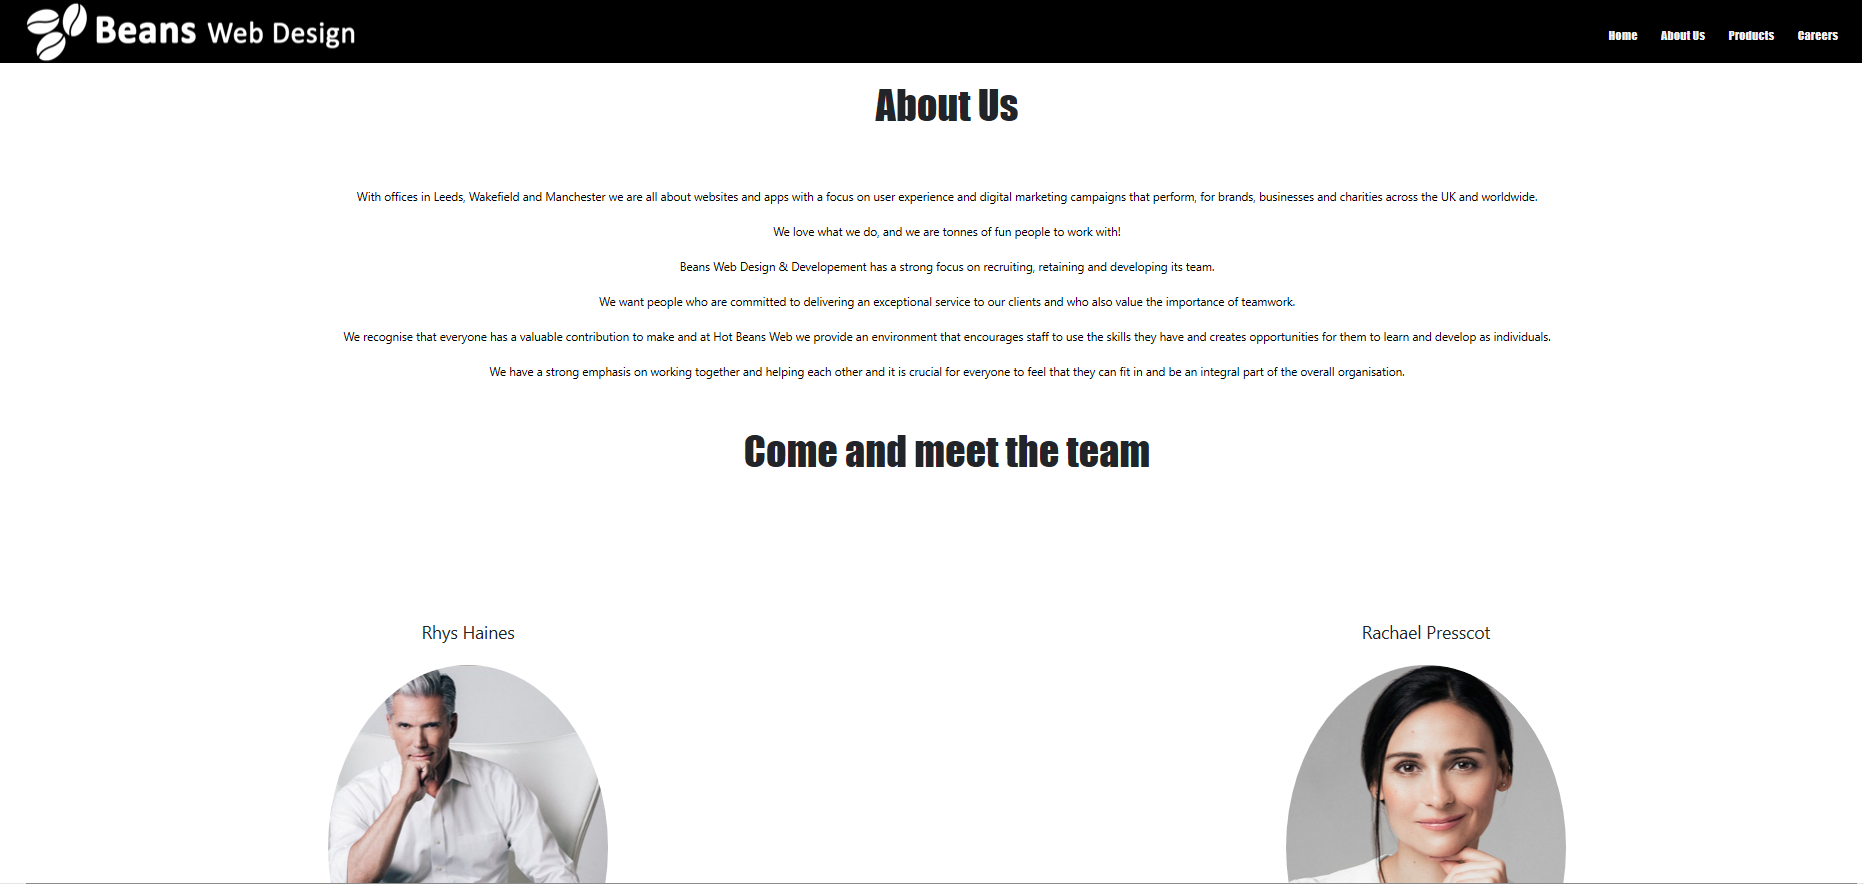 Beans Web Design
Home About Us Products Careers
About Us
With offices in Leeds, Wakefield and Manchester we are all about websites and apps with a focus on user experience and digital marketing campaigns that perform, for brands, businesses and charities across the UK and worldwide.
We love what we do, and we are tonnes of fun people to work with!
Beans Web Design & Developement has a strong focus on recruiting, retaining and developing its team.
We want people who are committed to delivering an exceptional service to our clients and who also value the importance of teamwork.
We recognise that everyone has a valuable contribution to make and at Hot Beans Web we provide an environment that encourages staff to use the skills they have and creates opportunities for them to learn and develop as individuals.
We have a strong emphasis on working together and helping each other and it is crucial for everyone to feel that they can fit in and be an integral part of the overall organisation.
Come and meet the team
Rhys Haines
Rachael Presscot